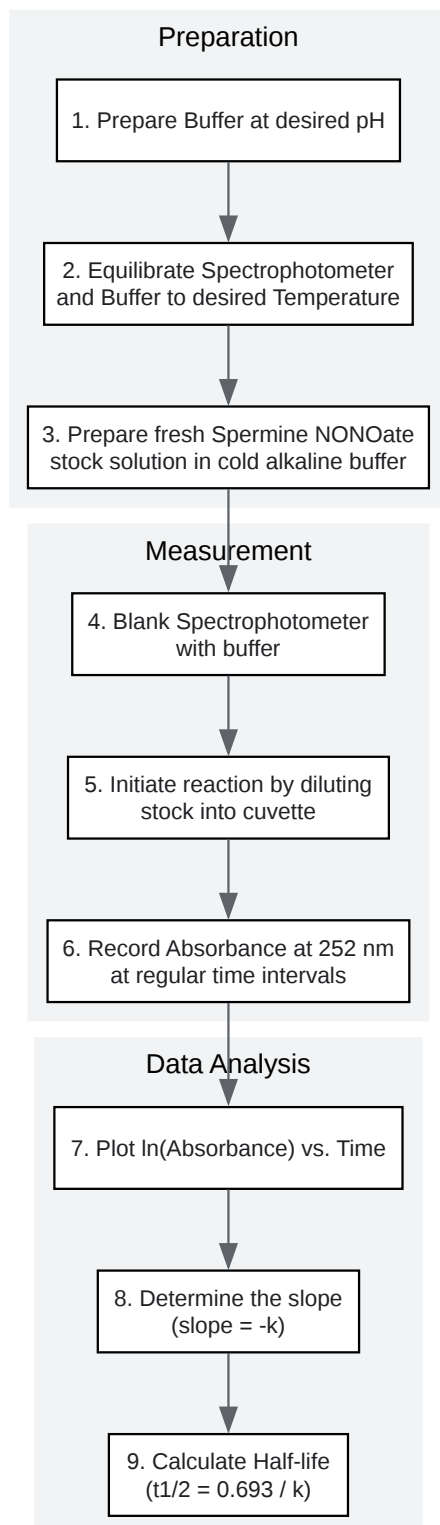 Preparation
1. Prepare Buffer at desired pH
2. Equilibrate Spectrophotometer
and Buffer to desired Temperature
3. Prepare fresh Spermine NONOate
stock solution in cold alkaline buffer
Measurement
4. Blank Spectrophotometer
with buffer
5. Initiate reaction by diluting
stock into cuvette
6. Record Absorbance at 252 nm
at regular time intervals
Data Analysis
7. Plot ln(Absorbance) vs. Time
8. Determine the slope
(slope = -k)
9. Calculate Half-life
(t1/2 = 0.693 / k)